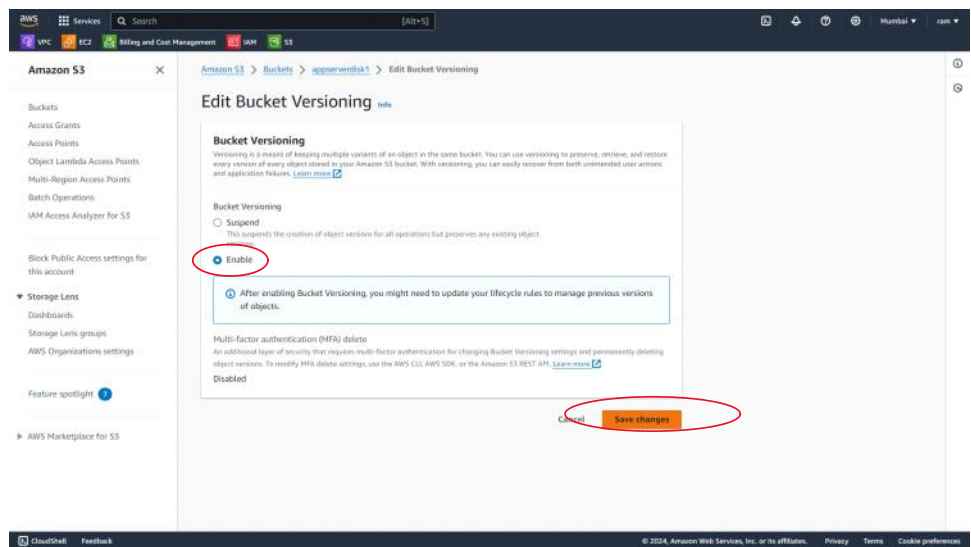 aws Services Search [Alt+S] Mumbai ▼ ram ▼
VPC EC2 Billing and Cost Management IAM S3
Amazon S3
Amazon S3 > Buckets > appserverdisk1 > Edit Bucket Versioning
Edit Bucket Versioning Info
Buckets
Access Grants
Access Points
Object Lambda Access Points
Multi-Region Access Points
Batch Operations
IAM Access Analyzer for S3
Block Public Access settings for
this account
▼ Storage Lens
Dashboards
Storage Lens groups
AWS Organizations settings
Feature spotlight 7
▶ AWS Marketplace for S3
Bucket Versioning
Versioning is a means of keeping multiple variants of an object in the same bucket. You can use versioning to preserve, retrieve, and restore
every version of every object stored in your Amazon S3 bucket. With versioning, you can easily recover from both unintended user actions
and application failures. Learn more
Bucket Versioning
Suspend
This suspends the creation of object versions for all operations but preserves any existing object
versions.
Enable
After enabling Bucket Versioning, you might need to update your lifecycle rules to manage previous versions
of objects.
Multi-factor authentication (MFA) delete
An additional layer of security that requires multi-factor authentication for changing Bucket Versioning settings and permanently deleting
object versions. To modify MFA delete settings, use the AWS CLI, AWS SDK, or the Amazon S3 REST API. Learn more
Disabled
Cancel Save changes
CloudShell Feedback © 2024, Amazon Web Services, Inc. or its affiliates. Privacy Terms Cookie preferences